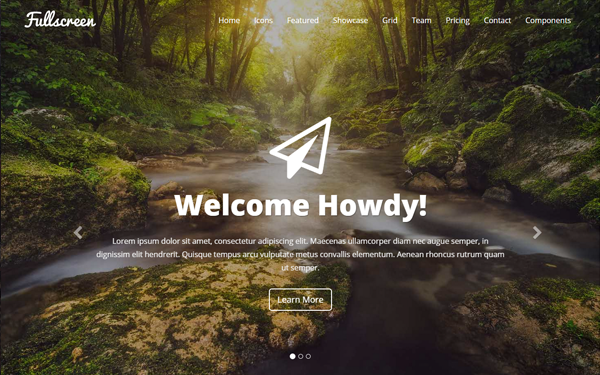 Fullscreen
Home Icons Featured Showcase Grid Team Pricing Contact Components
Welcome Howdy!
Lorem ipsum dolor sit amet, consectetur adipiscing elit. Maecenas ullamcorper diam nec augue semper, in
dignissim elit hendrerit. Quisque tempus arcu vulputate metus convallis elementum. Aenean rhoncus rutrum quam
ut semper.
Learn More